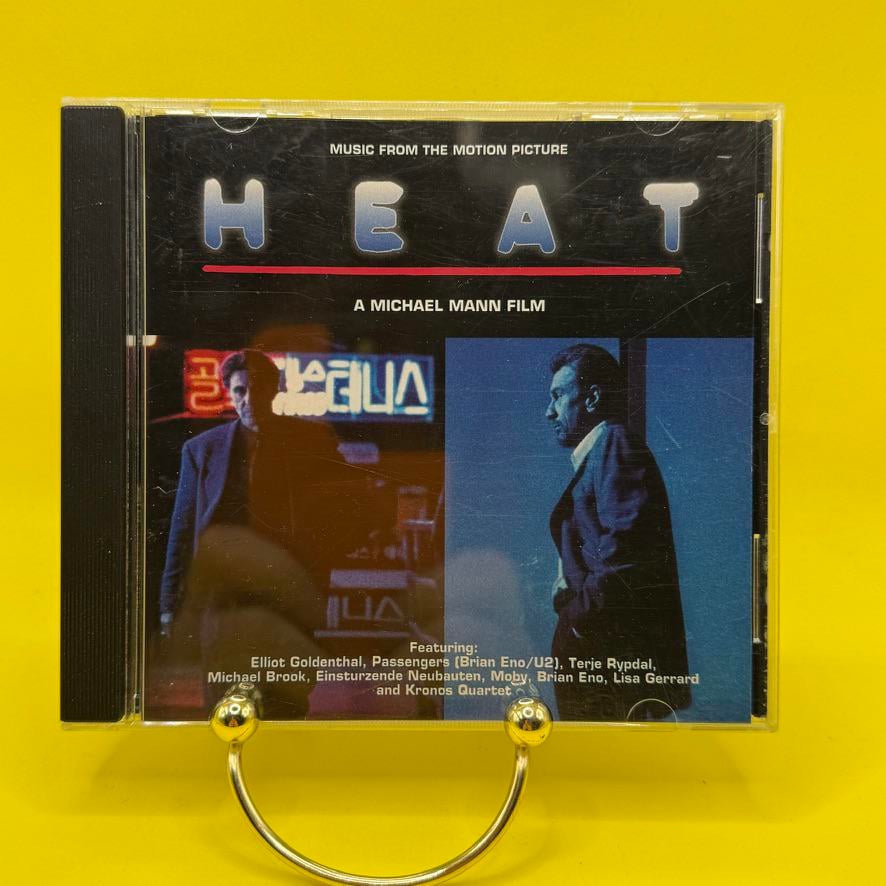 MUSIC FROM THE MOTION PICTURE
HEAT
A MICHAEL MANN FILM
Featuring:
Elliot Goldenthal, Passengers (Brian Eno/U2), Terje Rypdal,
Michael Brook, Einsturzende Neubauten, Moby, Brian Eno, Lisa Gerrard
and Kronos Quartet